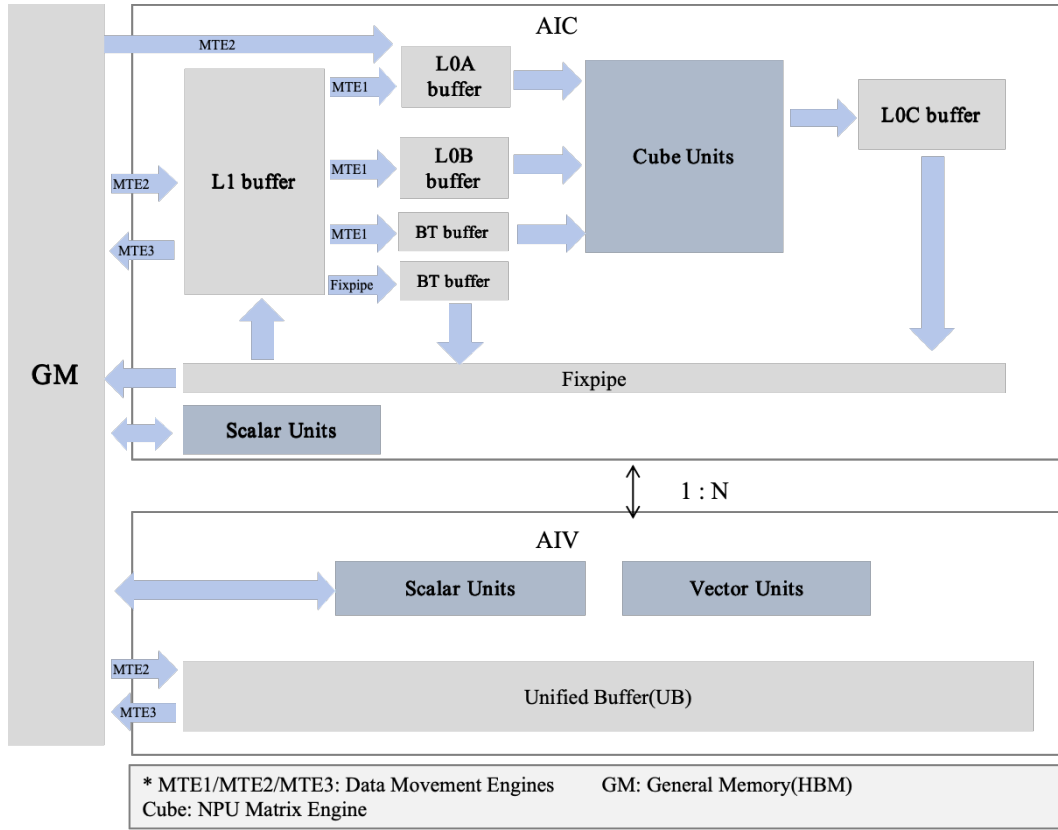 AIC
MTE2
L0A
buffer
MTE1
L0C buffer
Cube Units
L0B
buffer
MTE1
L1 buffer
MTE2
MTE1
BT buffer
MTE3
Fixpipe
BT buffer
GM
Fixpipe
Scalar Units
1 : N
AIV
Scalar Units
Vector Units
MTE2
Unified Buffer(UB)
MTE3
* MTE1/MTE2/MTE3: Data Movement Engines GM: General Memory(HBM)
Cube: NPU Matrix Engine